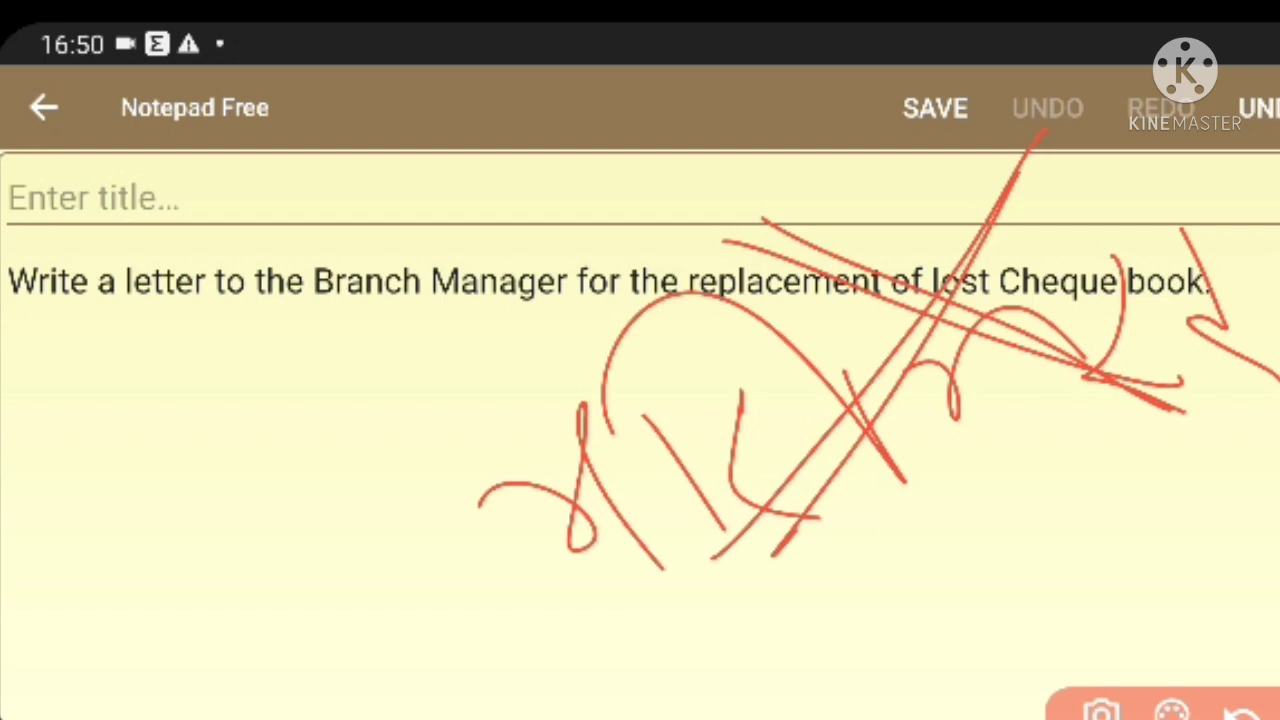 16:50
Notepad Free SAVE UNDO REDO
KINEMASTER
Enter title...
Write a letter to the Branch Manager for the replacement of lost Cheque book.